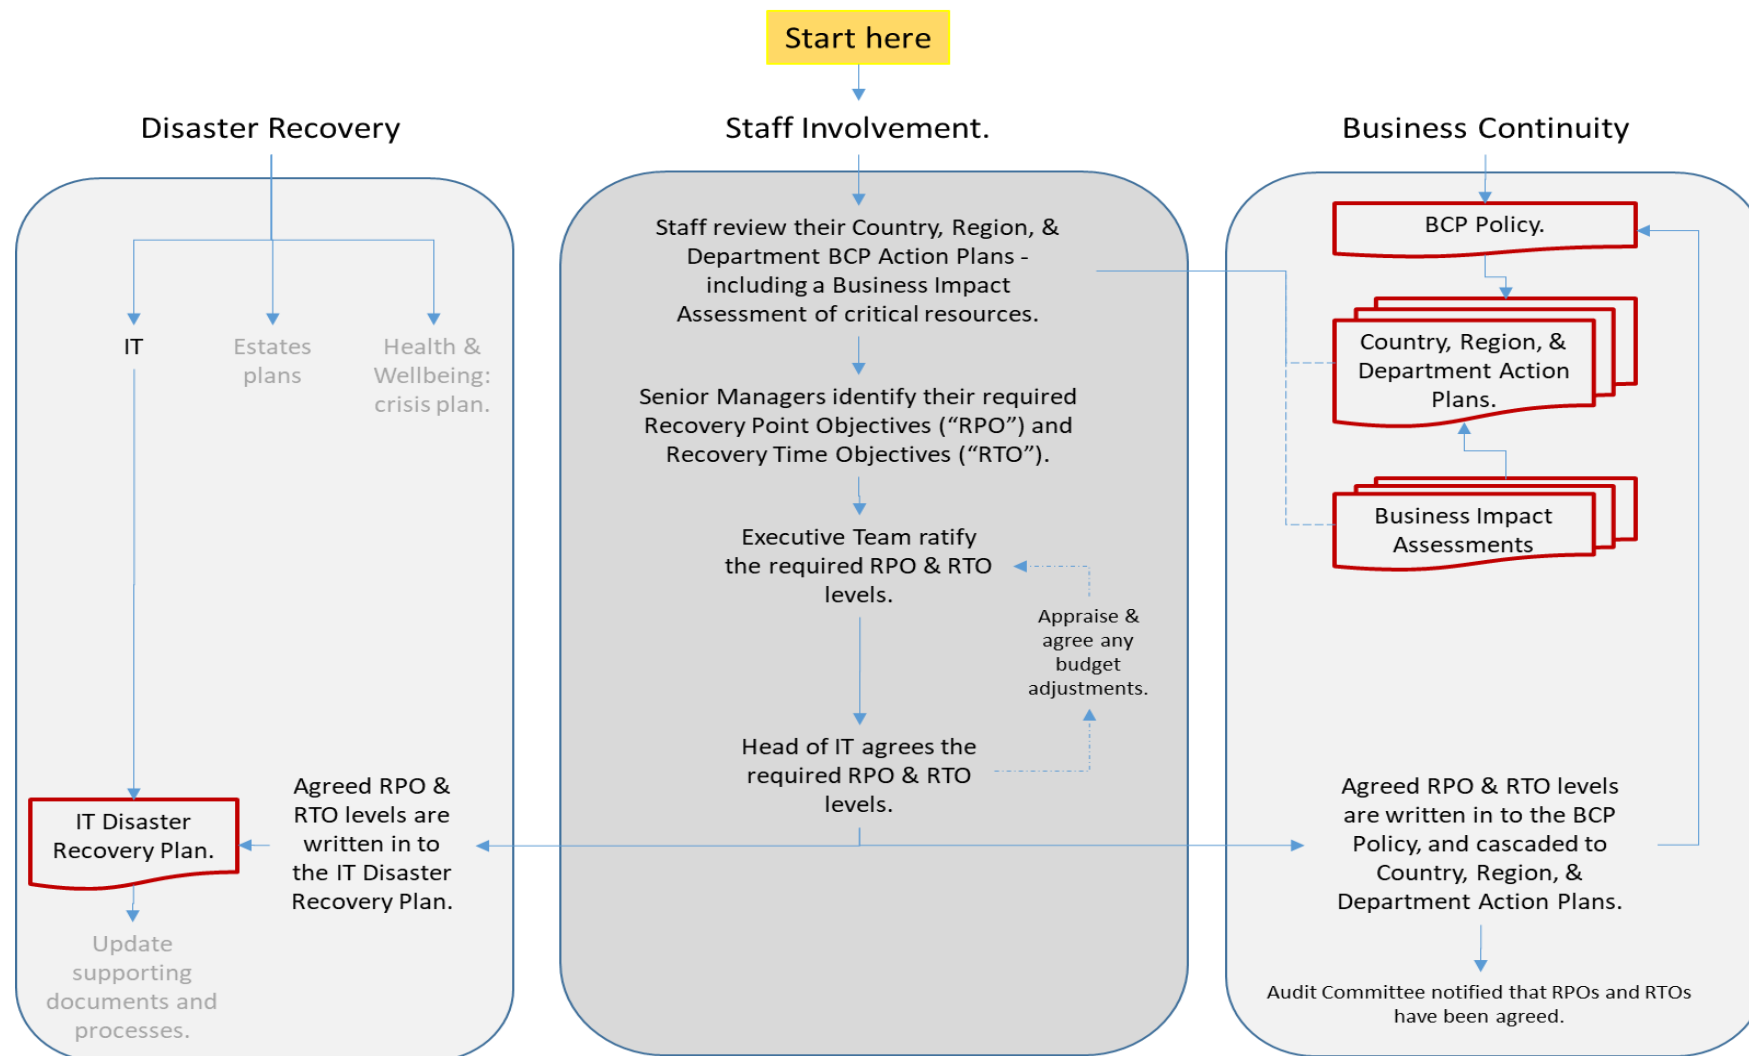 Start here
Disaster Recovery
Staff Involvement.
Business Continuity
IT
Estates
plans
Health &
Wellbeing:
crisis plan.
IT Disaster
Recovery Plan.
Update
supporting
documents and
processes.
Agreed RPO &
RTO levels are
written in to
the IT Disaster
Recovery Plan.
Staff review their Country, Region, &
Department BCP Action Plans -
including a Business Impact
Assessment of critical resources.
Senior Managers identify their required
Recovery Point Objectives (“RPO”) and
Recovery Time Objectives (“RTO”).
Executive Team ratify
the required RPO & RTO
levels.
Appraise &
agree any
budget
adjustments.
Head of IT agrees the
required RPO & RTO
levels.
BCP Policy.
Country, Region, &
Department Action
Plans.
Business Impact
Assessments
Agreed RPO & RTO levels
are written in to the BCP
Policy, and cascaded to
Country, Region, &
Department Action Plans.
Audit Committee notified that RPOs and RTOs
have been agreed.